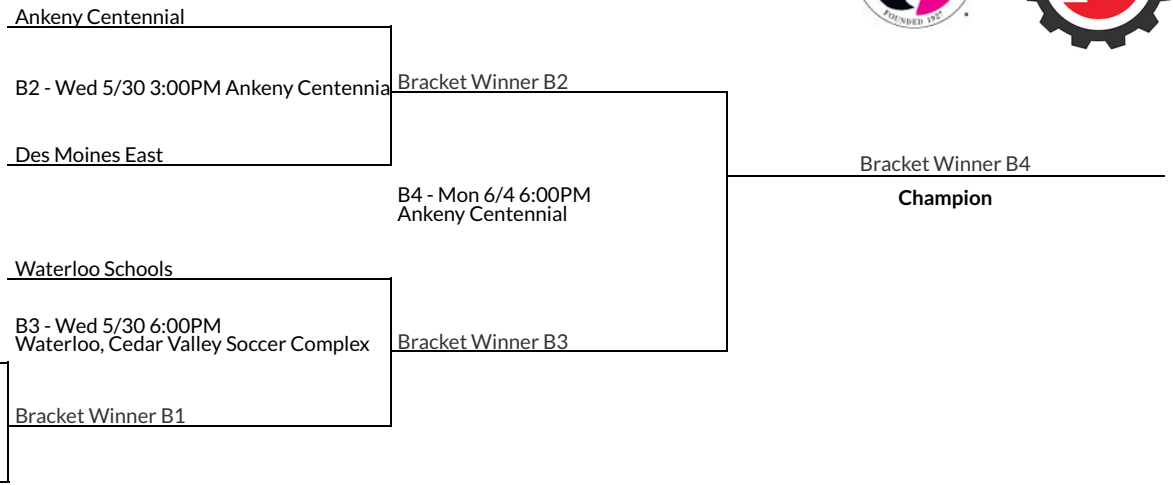 Ankeny Centennial
FOUNDED 1927
B2 - Wed 5/30 3:00PM Ankeny Centennia
Bracket Winner B2
Des Moines East
Bracket Winner B4
B4 - Mon 6/4 6:00PM
Ankeny Centennial
Champion
Waterloo Schools
B3 - Wed 5/30 6:00PM
Waterloo, Cedar Valley Soccer Complex
Bracket Winner B3
Bracket Winner B1